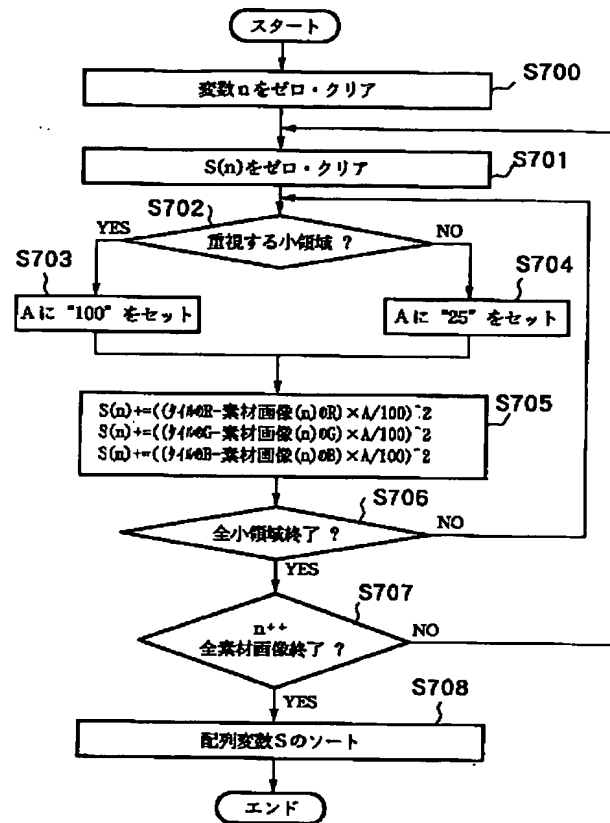 スタート
変数nをゼロ・クリア
S700
S(n)をゼロ・クリア
S701
S702
YES
重視する小領域 ?
NO
S703
Aに "100" をセット
S704
Aに "25" をセット
S705
S(n)+=((タイルのR-素材画像(n)のR)×A/100)^2
S(n)+=((タイルのG-素材画像(n)のG)×A/100)^2
S(n)+=((タイルのB-素材画像(n)のB)×A/100)^2
S706
全小領域終了 ?
NO
YES
S707
n++
全素材画像終了 ?
NO
YES
S708
配列変数Sのソート
エンド